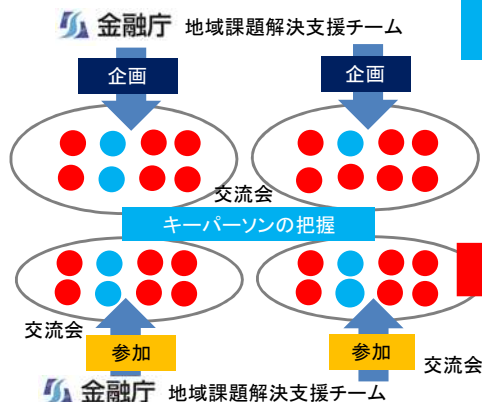 金融庁 地域課題解決支援チーム
企画
企画
交流会
キーパーソンの把握
交流会
参加
参加
交流会
金融庁 地域課題解決支援チーム